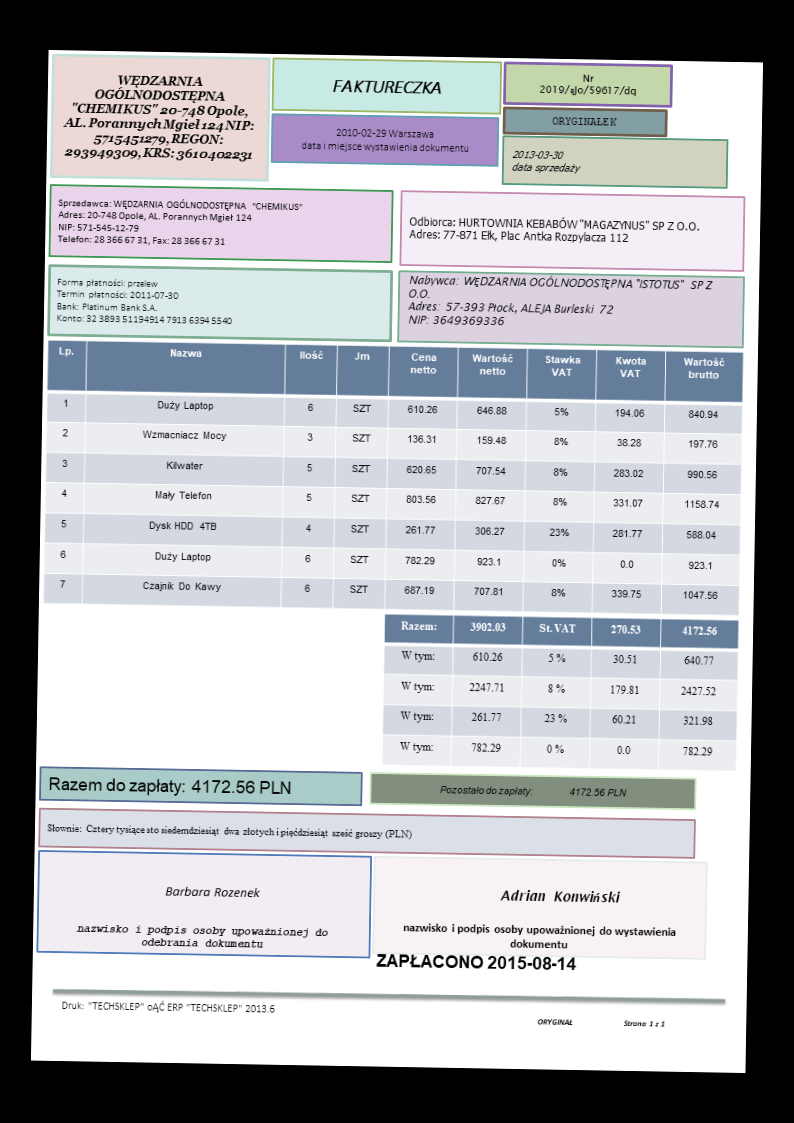 WĘDZARNIA
OGÓLNODOSTĘPNA
"CHEMIKUS" 20-748 Opole,
AL. Porannych Mgieł 124 NIP:
5715451279, REGON:
293949309, KRS: 3610402231
FAKTURECZKA
2010-02-29 Warszawa
data i miejsce wystawienia dokumentu
Nr
2019/ąJo/59617/dq
ORYGINAŁEK
2013-03-30
data sprzedaży
Sprzedawca: WĘDZARNIA OGÓLNODOSTĘPNA "CHEMIKUS"
Adres: 20-748 Opole, AL. Porannych Mgieł 124
NIP: 571-545-12-79
Telefon: 28 366 67 31, Fax: 28 366 67 31
Odbiorca: HURTOWNIA KEBABÓW "MAGAZYNUS" SP Z O.O.
Adres: 77-871 Ełk, Plac Antka Rozpylacza 112
Forma płatności: przelew
Termin płatności: 2011-07-30
Bank: Platinum Bank S.A.
Konto: 32 3893 51194914 7913 6394 5540
Nabywca: WĘDZARNIA OGÓLNODOSTĘPNA "ISTOTUS" SP Z
O.O.
Adres: 57-393 Płock, ALEJA Burleski 72
NIP: 3649369336
Lp. Nazwa Ilość Jm Cena netto Wartość netto Stawka VAT Kwota VAT Wartość brutto
1 Duży Laptop 6 SZT 610.26 646.88 5% 194.06 840.94
2 Wzmacniacz Mocy 3 SZT 136.31 159.48 8% 38.28 197.76
3 Kilwater 5 SZT 620.65 707.54 8% 283.02 990.56
4 Mały Telefon 5 SZT 803.56 827.67 8% 331.07 1158.74
5 Dysk HDD 4TB 4 SZT 261.77 306.27 23% 281.77 588.04
6 Duży Laptop 6 SZT 782.29 923.1 0% 0.0 923.1
7 Czajnik Do Kawy 6 SZT 687.19 707.81 8% 339.75 1047.56
Razem: 3902.03 St.VAT 270.53 4172.56
W tym: 610.26 5 % 30.51 640.77
W tym: 2247.71 8 % 179.81 2427.52
W tym: 261.77 23 % 60.21 321.98
W tym: 782.29 0 % 0.0 782.29
Razem do zapłaty: 4172.56 PLN
Pozostało do zapłaty: 4172.56 PLN
Słownie: Cztery tysiące sto siedemdziesiąt dwa złotych i pięćdziesiąt sześć groszy (PLN)
Barbara Rozenek
nazwisko i podpis osoby upoważnionej do
odebrania dokumentu
Adrian Konwiński
nazwisko i podpis osoby upoważnionej do wystawienia
dokumentu
ZAPŁACONO 2015-08-14
Druk: "TECHSKLEP" oĄĆ ERP "TECHSKLEP" 2013.6
ORYGINAŁ Strona 1 z 1